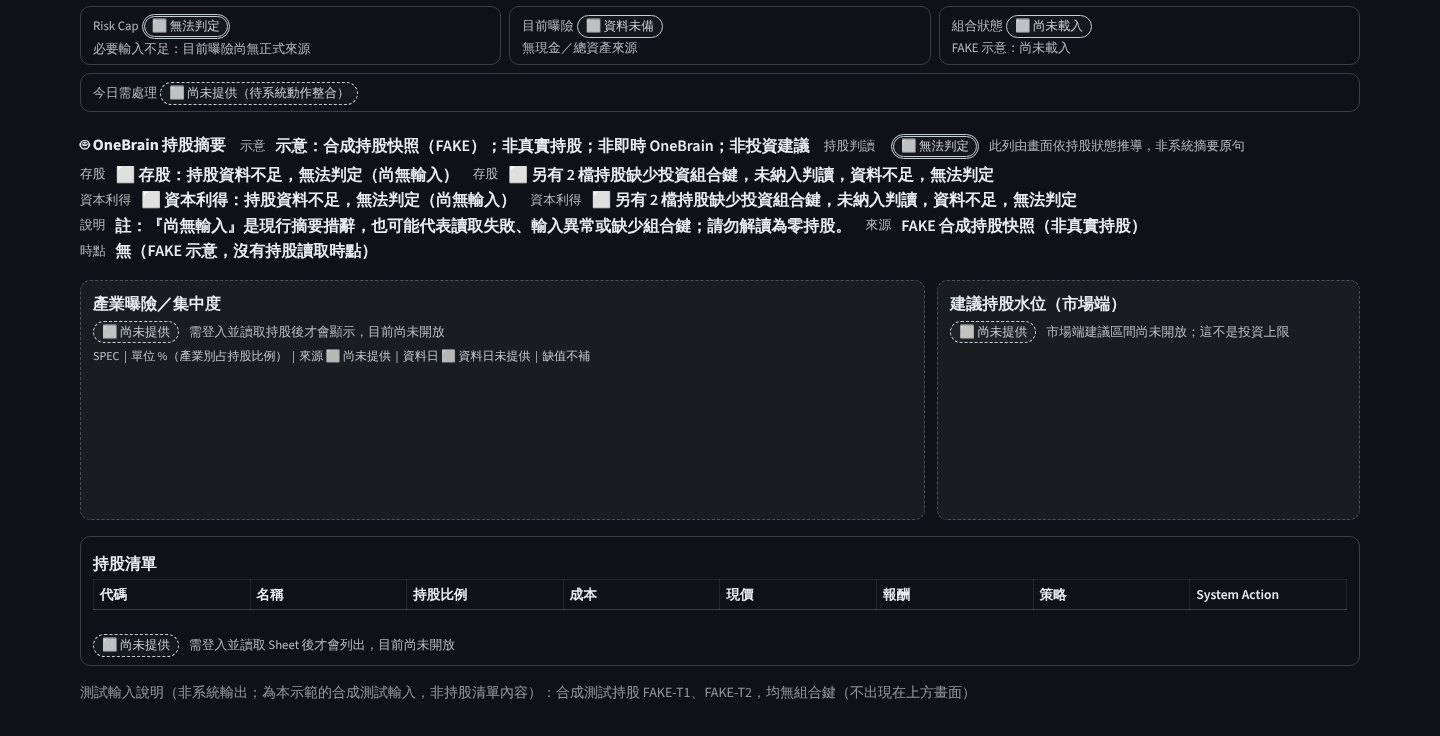 Risk Cap ⬜ 無法判定
必要輸入不足：目前曝險尚無正式來源
目前曝險 ⬜ 資料未備
無現金／總資產來源
組合狀態 ⬜ 尚未載入
FAKE 示意：尚未載入
今日需處理 ⬜ 尚未提供（待系統動作整合）
OneBrain 持股摘要 示意 示意：合成持股快照（FAKE）；非真實持股；非即時 OneBrain；非投資建議 持股判讀 ⬜ 無法判定 此列由畫面依持股狀態推導，非系統摘要原句
存股 ⬜ 存股：持股資料不足，無法判定（尚無輸入） 存股 ⬜ 另有 2 檔持股缺少投資組合鍵，未納入判讀，資料不足，無法判定
資本利得 ⬜ 資本利得：持股資料不足，無法判定（尚無輸入） 資本利得 ⬜ 另有 2 檔持股缺少投資組合鍵，未納入判讀，資料不足，無法判定
說明 註：『尚無輸入』是現行摘要措辭，也可能代表讀取失敗、輸入異常或缺少組合鍵；請勿解讀為零持股。 來源 FAKE 合成持股快照（非真實持股）
時點 無（FAKE 示意，沒有持股讀取時點）
產業曝險／集中度
⬜ 尚未提供 需登入並讀取持股後才會顯示，目前尚未開放
SPEC｜單位 %（產業別占持股比例）｜來源 ⬜ 尚未提供｜資料日 ⬜ 資料日未提供｜缺值不補
建議持股水位（市場端）
⬜ 尚未提供 市場端建議區間尚未開放；這不是投資上限
持股清單
代碼 名稱 持股比例 成本 現價 報酬 策略 System Action
⬜ 尚未提供 需登入並讀取 Sheet 後才會列出，目前尚未開放
測試輸入說明（非系統輸出；為本示範的合成測試輸入，非持股清單內容）：合成測試持股 FAKE-T1、FAKE-T2，均無組合鍵（不出現在上方畫面）